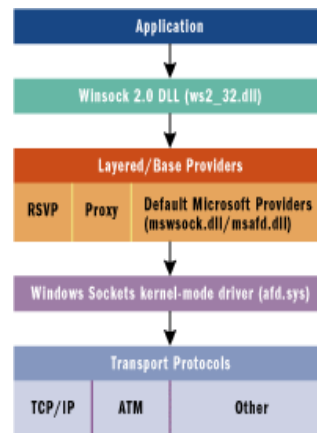 Application
Winsock 2.0 DLL (ws2_32.dll)
Layered/Base Providers
RSVP
Proxy
Default Microsoft Providers
(mswsock.dll/msafd.dll)
Windows Sockets kernel-mode driver (afd.sys)
Transport Protocols
TCP/IP
ATM
Other